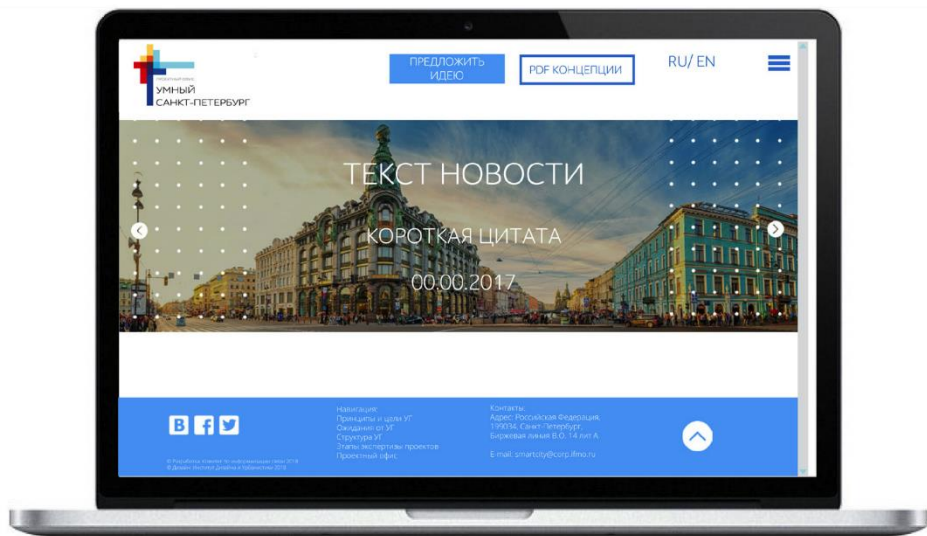 УМНЫЙ
САНКТ-ПЕТЕРБУРГ
ПРЕДЛОЖИТЬ
ИДЕЮ
PDF КОНЦЕПЦИИ
RU/ EN
ТЕКСТ НОВОСТИ
КОРОТКАЯ ЦИТАТА
00.00.2017
Навигация:
Принципы и цели УГ
Ожидания от УГ
Структура УГ
Этапы экспертизы проектов
Проектный офис
Контакты:
Адрес: Российская Федерация,
199034, Санкт-Петербург,
Биржевая линия В.О. 14 лит А
E-mail: smartcity@corp.ifmo.ru